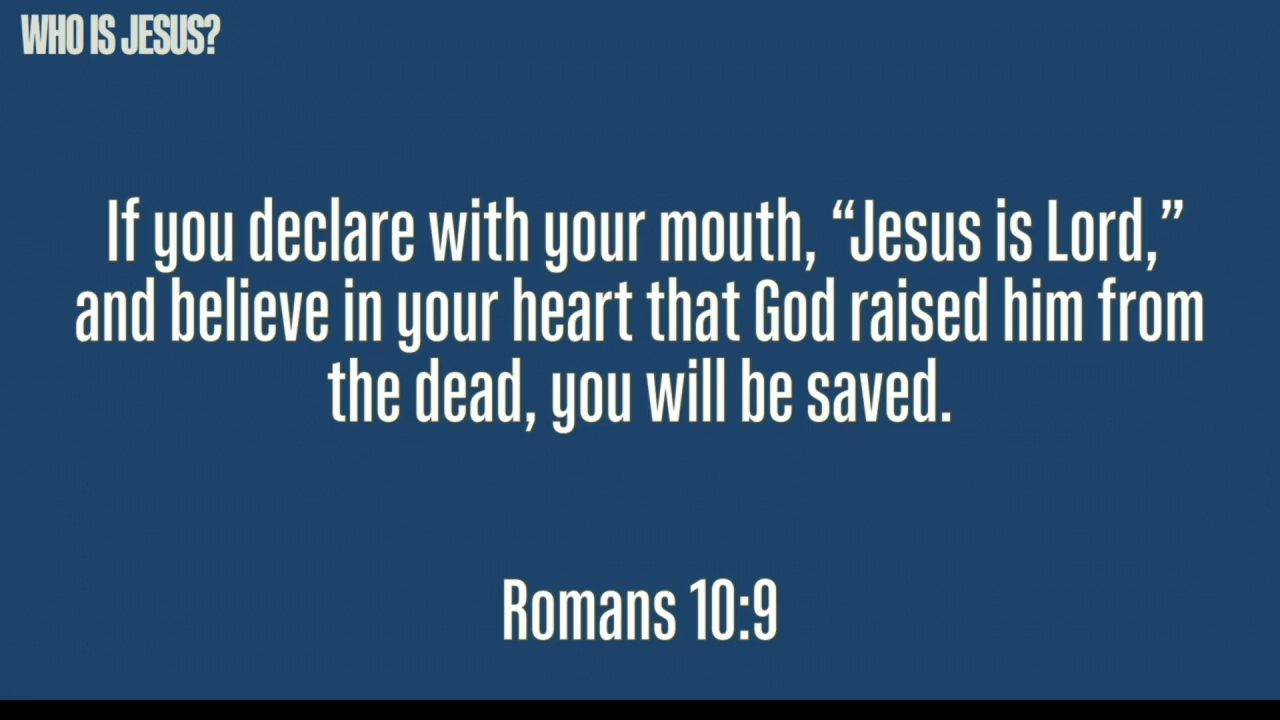 WHO IS JESUS?
If you declare with your mouth, “Jesus is Lord,”
and believe in your heart that God raised him from
the dead, you will be saved.
Romans 10:9